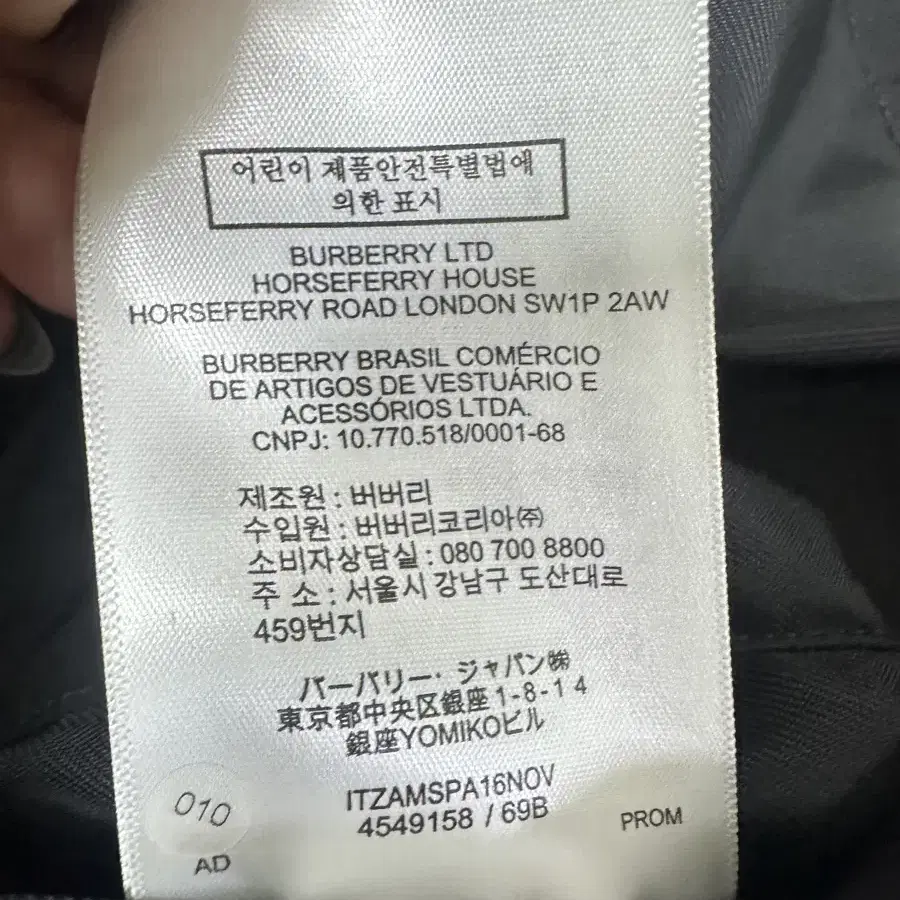 어린이 제품안전특별법에
의한 표시
BURBERRY LTD
HORSEFERRY HOUSE
HORSEFERRY ROAD LONDON SW1P 2AW
BURBERRY BRASIL COMÉRCIO
DE ARTIGOS DE VESTUÁRIO E
ACESSÓRIOS LTDA.
CNPJ: 10.770.518/0001-68
제조원 : 버버리
수입원 : 버버리코리아㈜
소비자상담실 : 080 700 8800
주 소 : 서울시 강남구 도산대로
459번지
バーバリー・ジャパン㈱
東京都中央区銀座1-8-14
銀座YOMIKOビル
ITZAMSPA16NOV
4549158 / 69B
010
AD
PROM